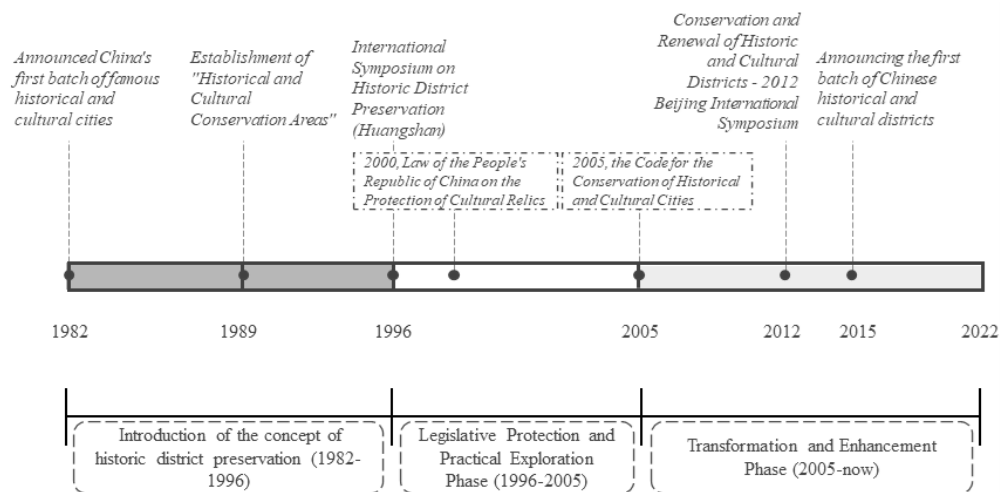 Announced China's
first batch of famous
historical and
cultural cities
Establishment of
"Historical and
Cultural
Conservation Areas"
International
Symposium on
Historic District
Preservation
(Huangshan)
Conservation and
Renewal of Historic
and Cultural
Districts - 2012
Beijing International
Symposium
Announcing the first
batch of Chinese
historical and
cultural districts
2000, Law of the People's
Republic of China on the
Protection of Cultural Relics
2005, the Code for the
Conservation of Historical
and Cultural Cities
1982
1989
1996
2005
2012
2015
2022
Introduction of the concept of
historic district preservation (1982-
1996)
Legislative Protection and
Practical Exploration
Phase (1996-2005)
Transformation and Enhancement
Phase (2005-now)